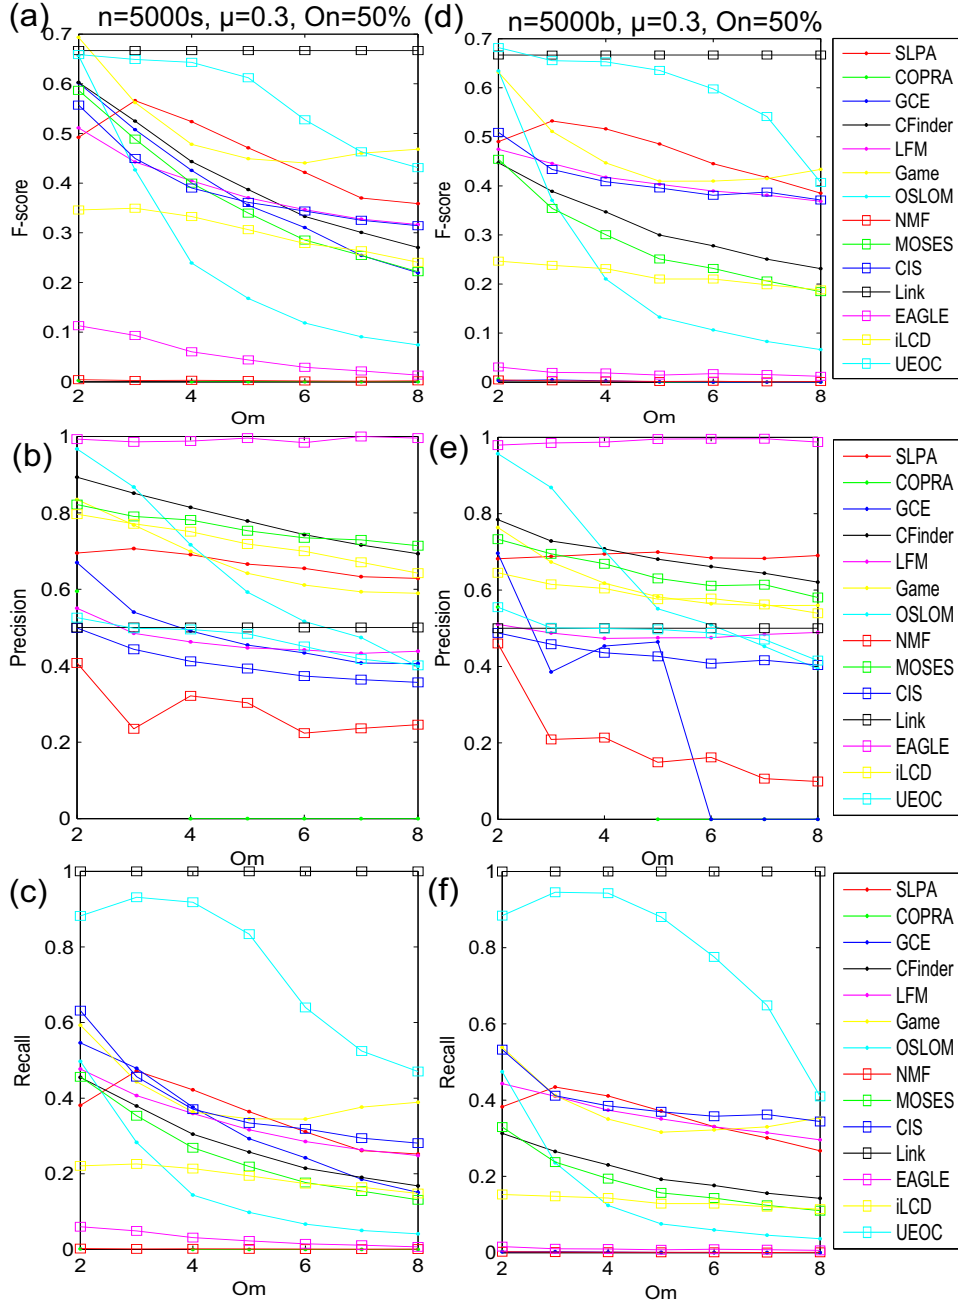 (a)
n=5000s, μ=0.3, On=50%
0.7
0.6
0.5
0.4
0.3
0.2
0.1
0
F-score
2
4
6
8
Om
(d)
n=5000b, μ=0.3, On=50%
0.7
0.6
0.5
0.4
0.3
0.2
0.1
0
F-score
2
4
6
8
Om
SLPA
COPRA
GCE
CFinder
LFM
Game
OSLOM
NMF
MOSES
CIS
Link
EAGLE
iLCD
UEOC
(b)
1
0.8
0.6
0.4
0.2
0
Precision
2
4
6
8
Om
(e)
1
0.8
0.6
0.4
0.2
0
Precision
2
4
6
8
Om
SLPA
COPRA
GCE
CFinder
LFM
Game
OSLOM
NMF
MOSES
CIS
Link
EAGLE
iLCD
UEOC
(c)
1
0.8
0.6
0.4
0.2
0
Recall
2
4
6
8
Om
(f)
1
0.8
0.6
0.4
0.2
0
Recall
2
4
6
8
Om
SLPA
COPRA
GCE
CFinder
LFM
Game
OSLOM
NMF
MOSES
CIS
Link
EAGLE
iLCD
UEOC